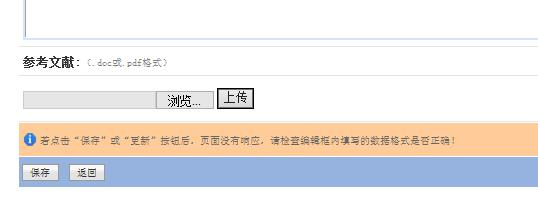 参考文献：(.doc或.pdf格式)
浏览... 上传
若点击“保存”或“更新”按钮后，页面没有响应，请检查编辑框内填写的数据格式是否正确！
保存 返回